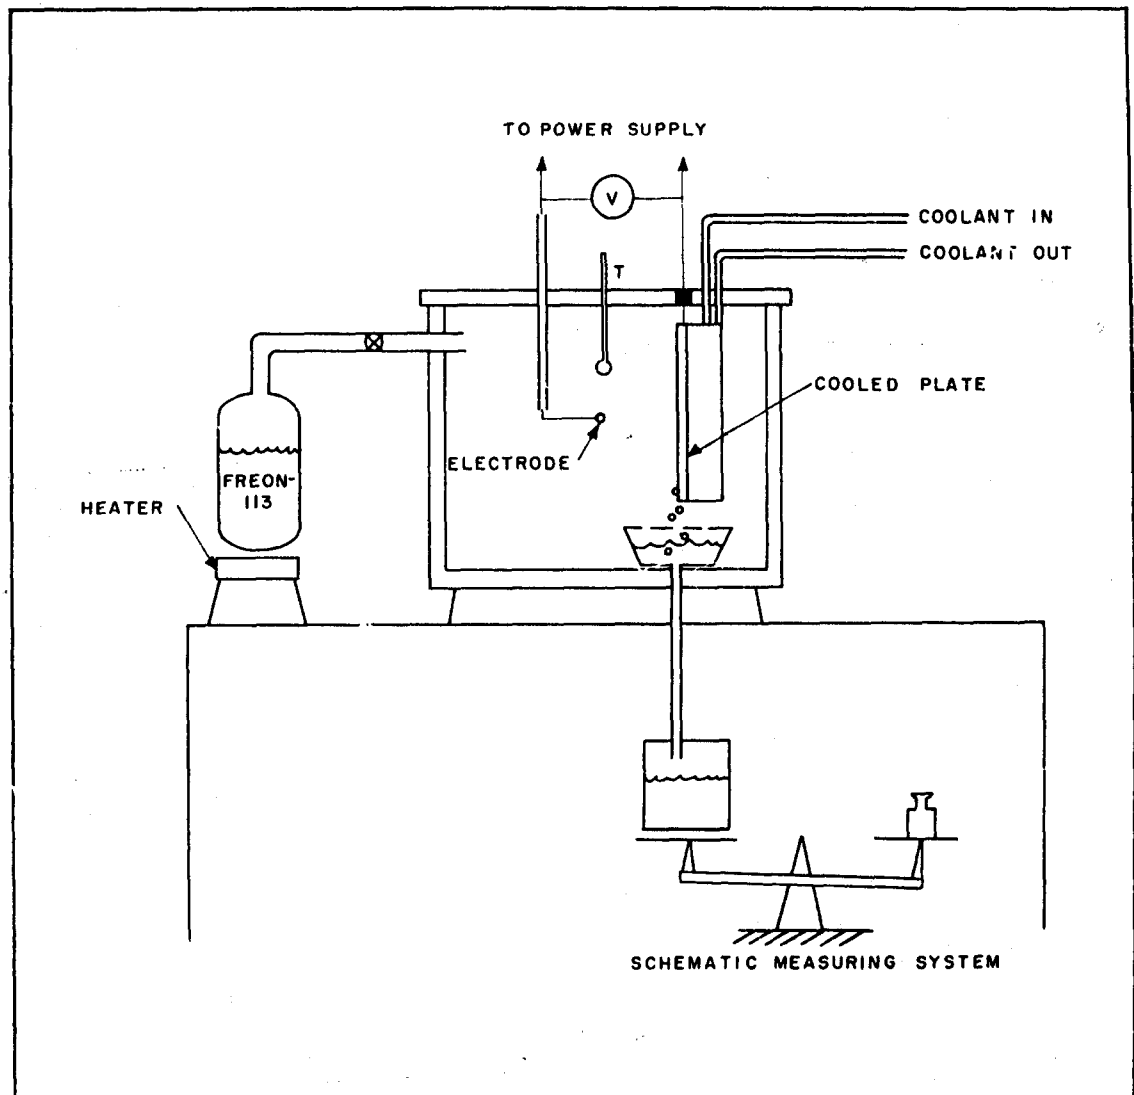 TO POWER SUPPLY
V
COOLANT IN
COOLANT OUT
T
COOLED PLATE
ELECTRODE
FREON-
113
HEATER
SCHEMATIC MEASURING SYSTEM